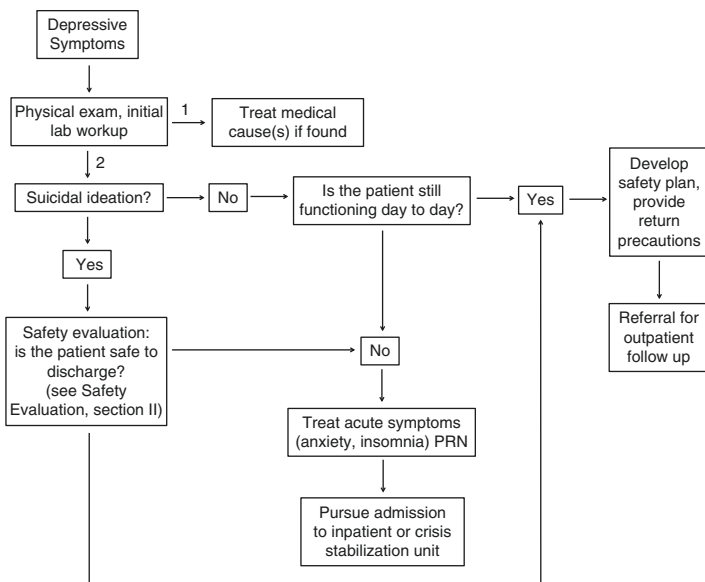 Depressive
Symptoms
Physical exam, initial
lab workup
1
Treat medical
cause(s) if found
2
Suicidal ideation?
No
Is the patient still
functioning day to day?
Yes
Develop
safety plan,
provide
return
precautions
Yes
Referral for
outpatient
follow up
Safety evaluation:
is the patient safe to
discharge?
(see Safety
Evaluation, section II)
No
Treat acute symptoms
(anxiety, insomnia) PRN
Pursue admission
to inpatient or crisis
stabilization unit